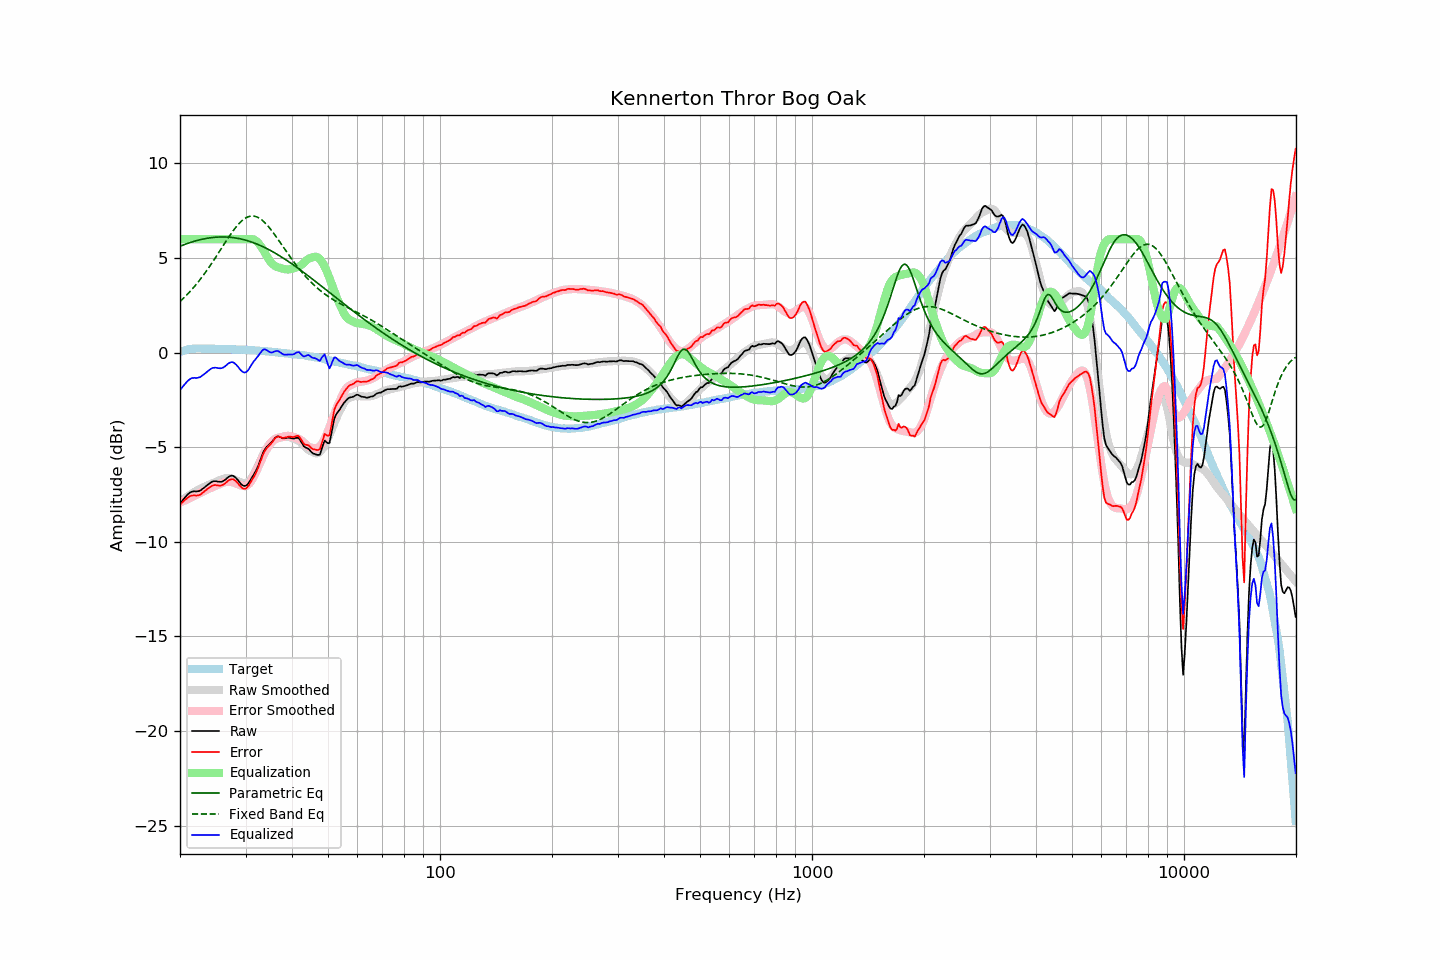 Kennerton Thror Bog Oak
10
5
0
−5
−10
−15
−20
−25
Amplitude (dBr)
Target
Raw Smoothed
Error Smoothed
Raw
Error
Equalization
Parametric Eq
Fixed Band Eq
Equalized
100
1000
10000
Frequency (Hz)